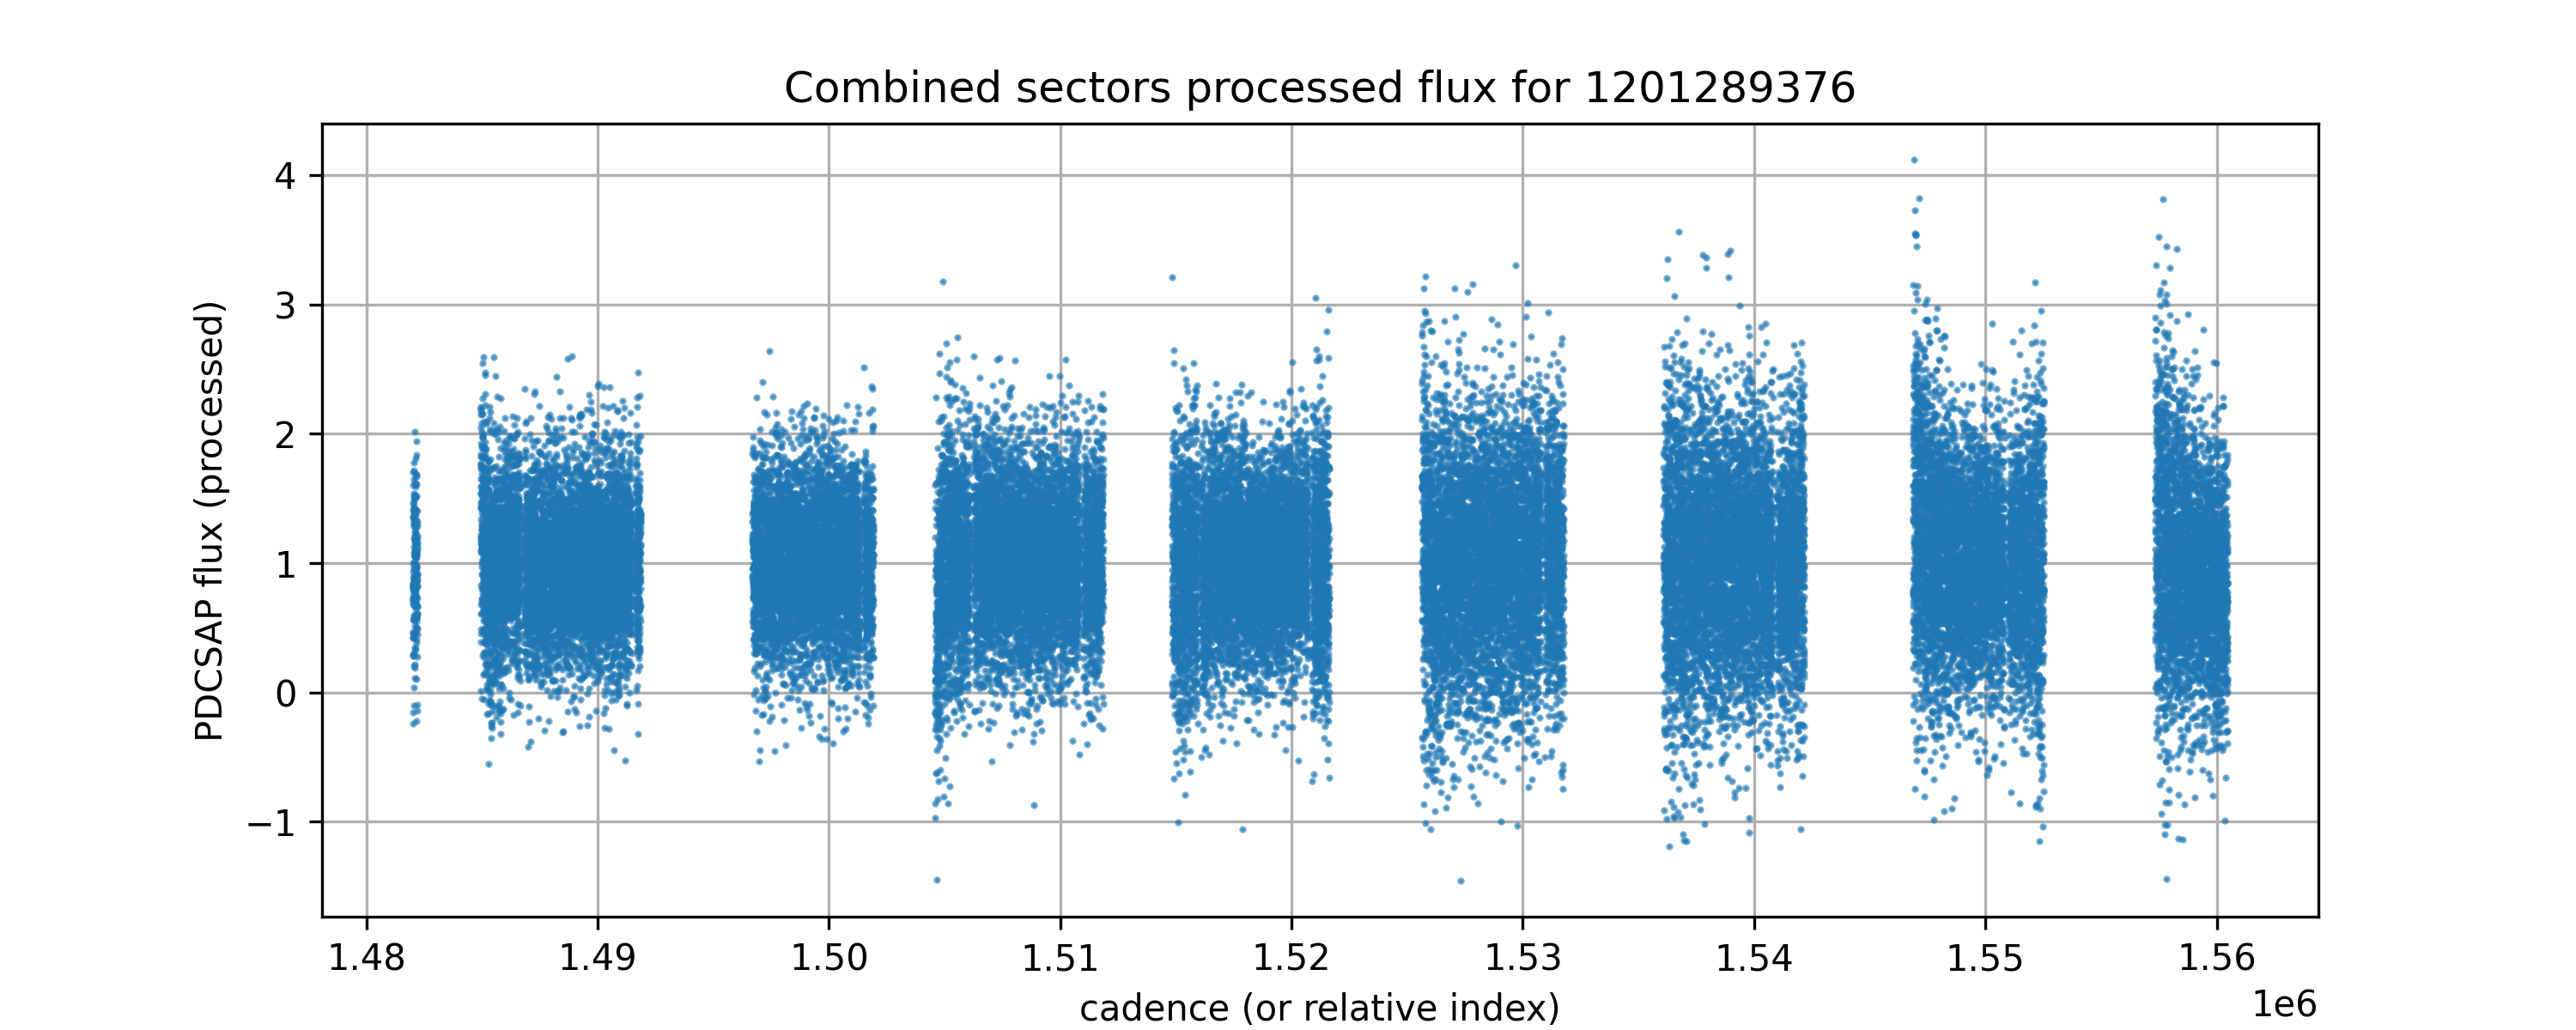 Combined sectors processed flux for 1201289376
PDCSAP flux (processed)
4
3
2
1
0
−1
1.48 1.49 1.50 1.51 1.52 1.53 1.54 1.55 1.56
cadence (or relative index)
1e6